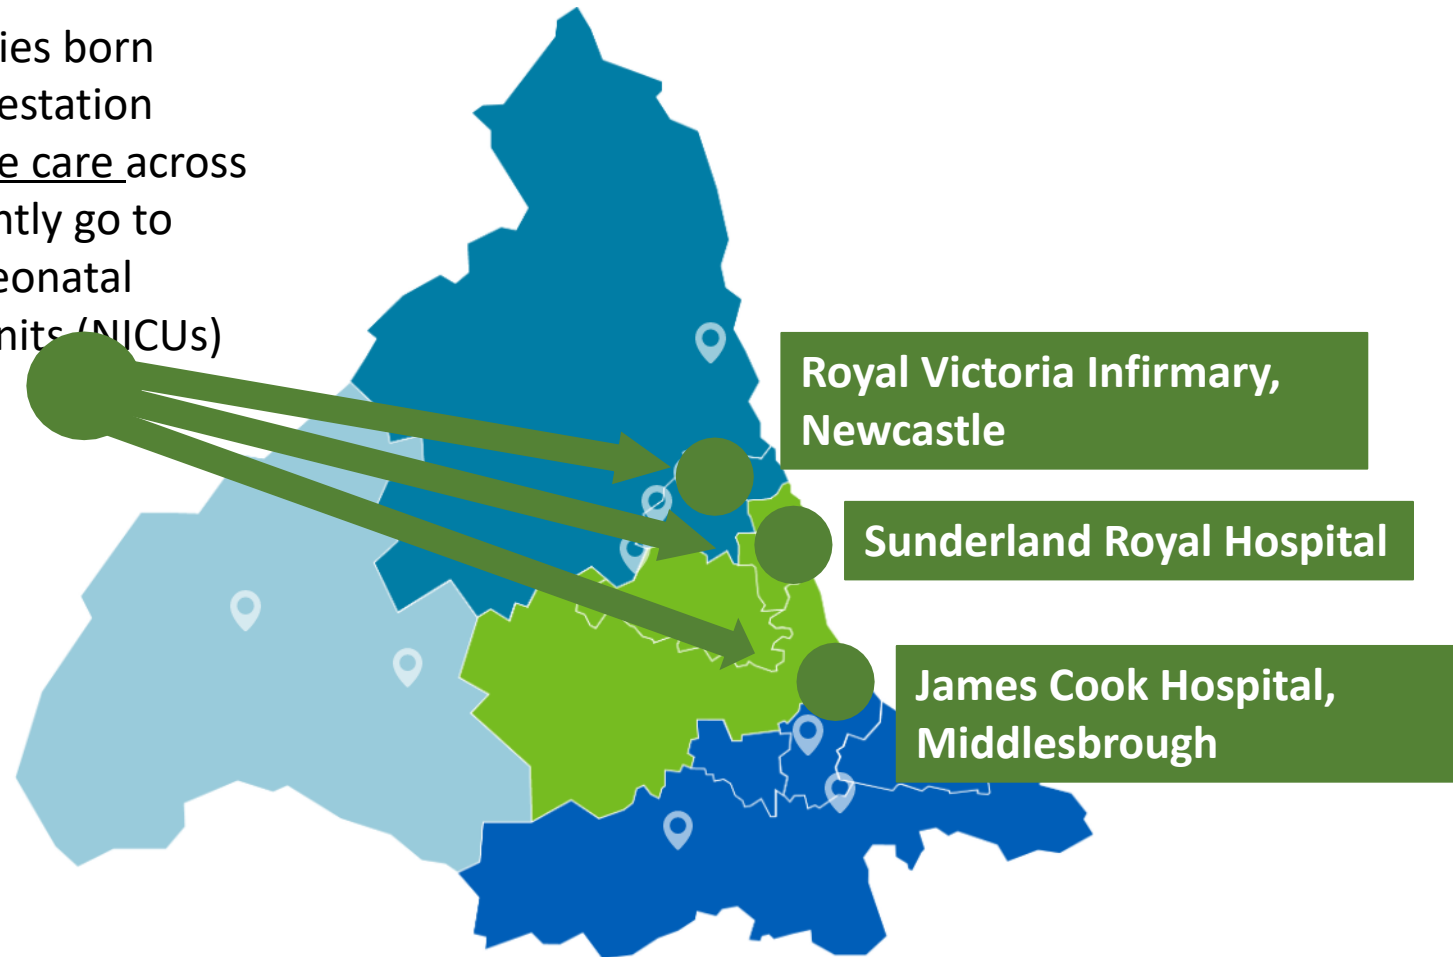 ies born
estation
e care across
ntly go to
eonatal
nits (NICUs)
Royal Victoria Infirmary,
Newcastle
Sunderland Royal Hospital
James Cook Hospital,
Middlesbrough